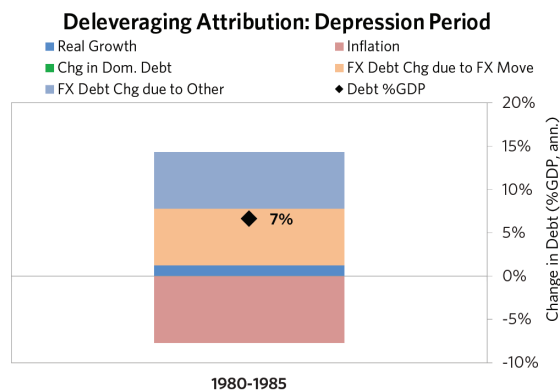 Deleveraging Attribution: Depression Period
Real Growth
Inflation
Chg in Dom. Debt
FX Debt Chg due to FX Move
FX Debt Chg due to Other
Debt %GDP
20%
15%
10%
5%
0%
-5%
-10%
Change in Debt (%GDP, ann.)
7%
1980-1985